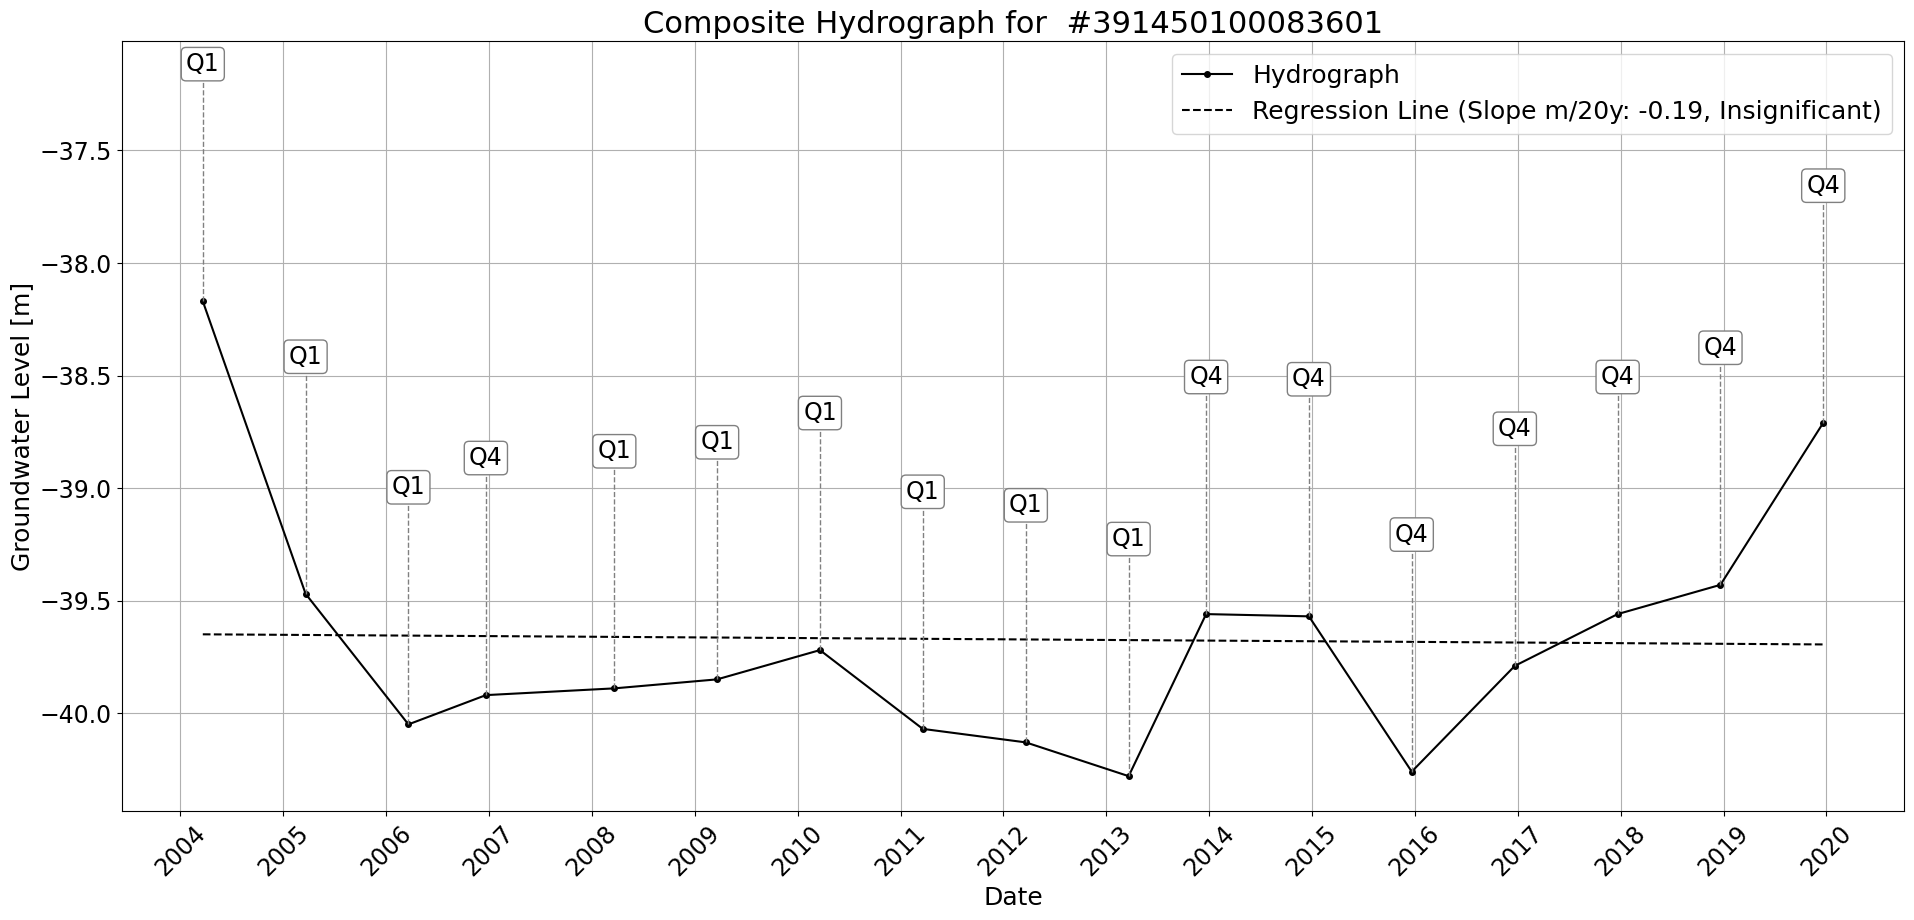 Composite Hydrograph for  #391450100083601
Hydrograph
Regression Line (Slope m/20y: -0.19, Insignificant)
Groundwater Level [m]
−37.5
−38.0
−38.5
−39.0
−39.5
−40.0
Q1
Q1
Q1
Q4
Q1
Q1
Q1
Q1
Q1
Q1
Q4
Q4
Q4
Q4
Q4
Q4
Q4
2004
2005
2006
2007
2008
2009
2010
2011
2012
2013
2014
2015
2016
2017
2018
2019
2020
Date